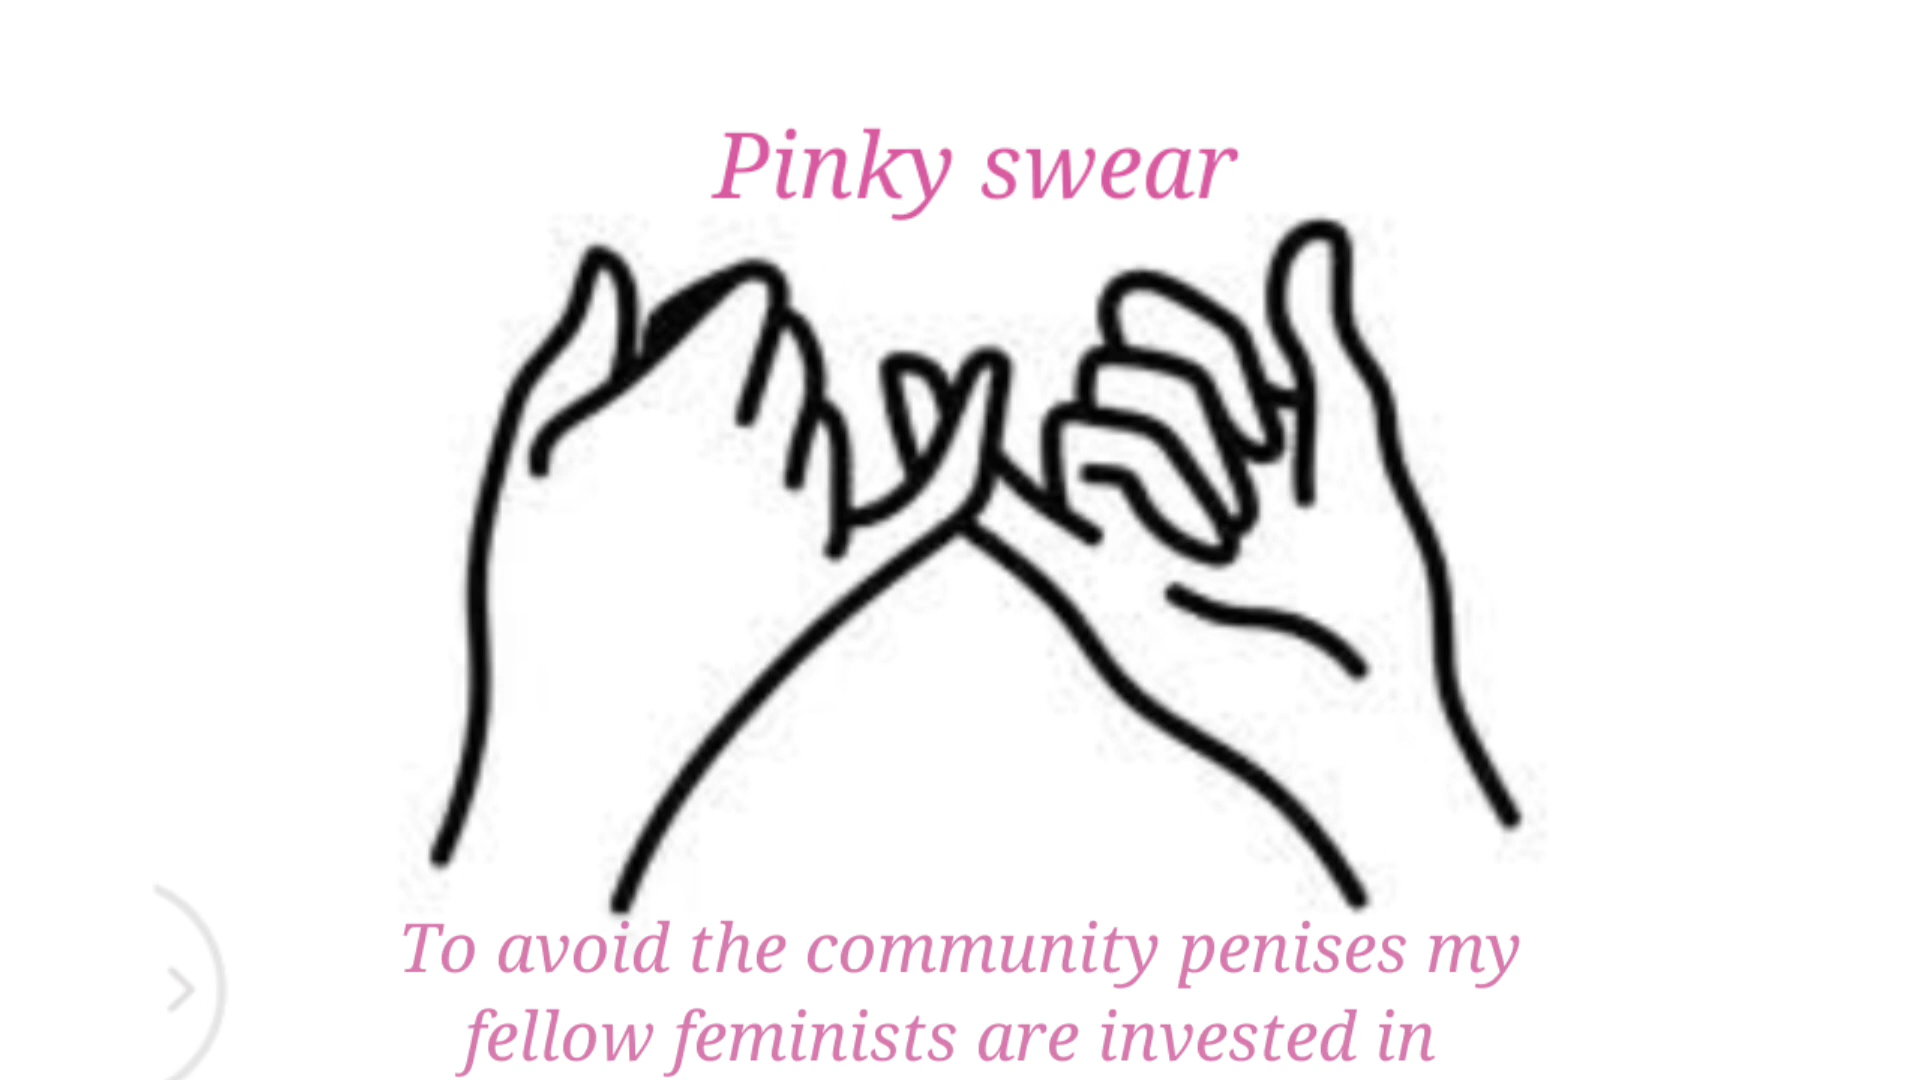 Pinky swear
To avoid the community penises my
fellow feminists are invested in